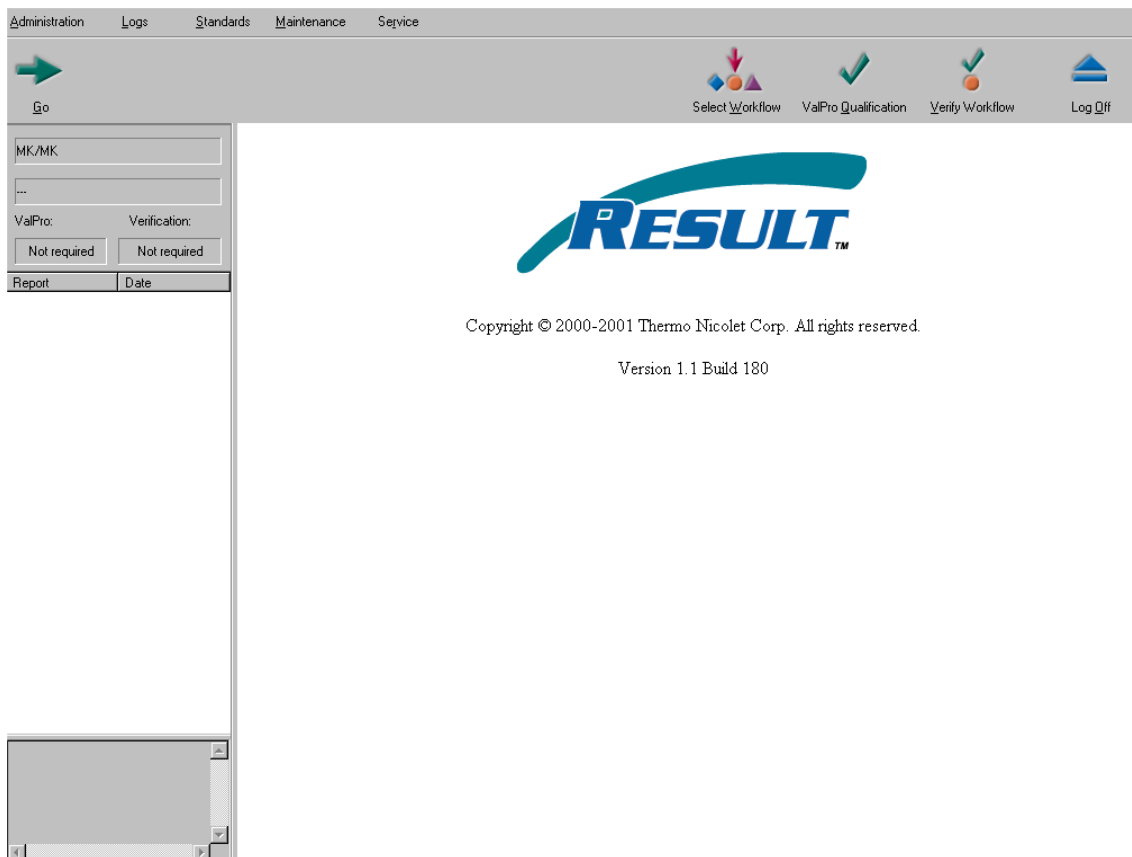 Administration Logs Standards Maintenance Service
Go Select Workflow ValPro Qualification Verify Workflow Log Off
MK/MK
---
ValPro: Verification:
Not required Not required
Report Date
RESULT™
Copyright © 2000-2001 Thermo Nicolet Corp. All rights reserved.
Version 1.1 Build 180